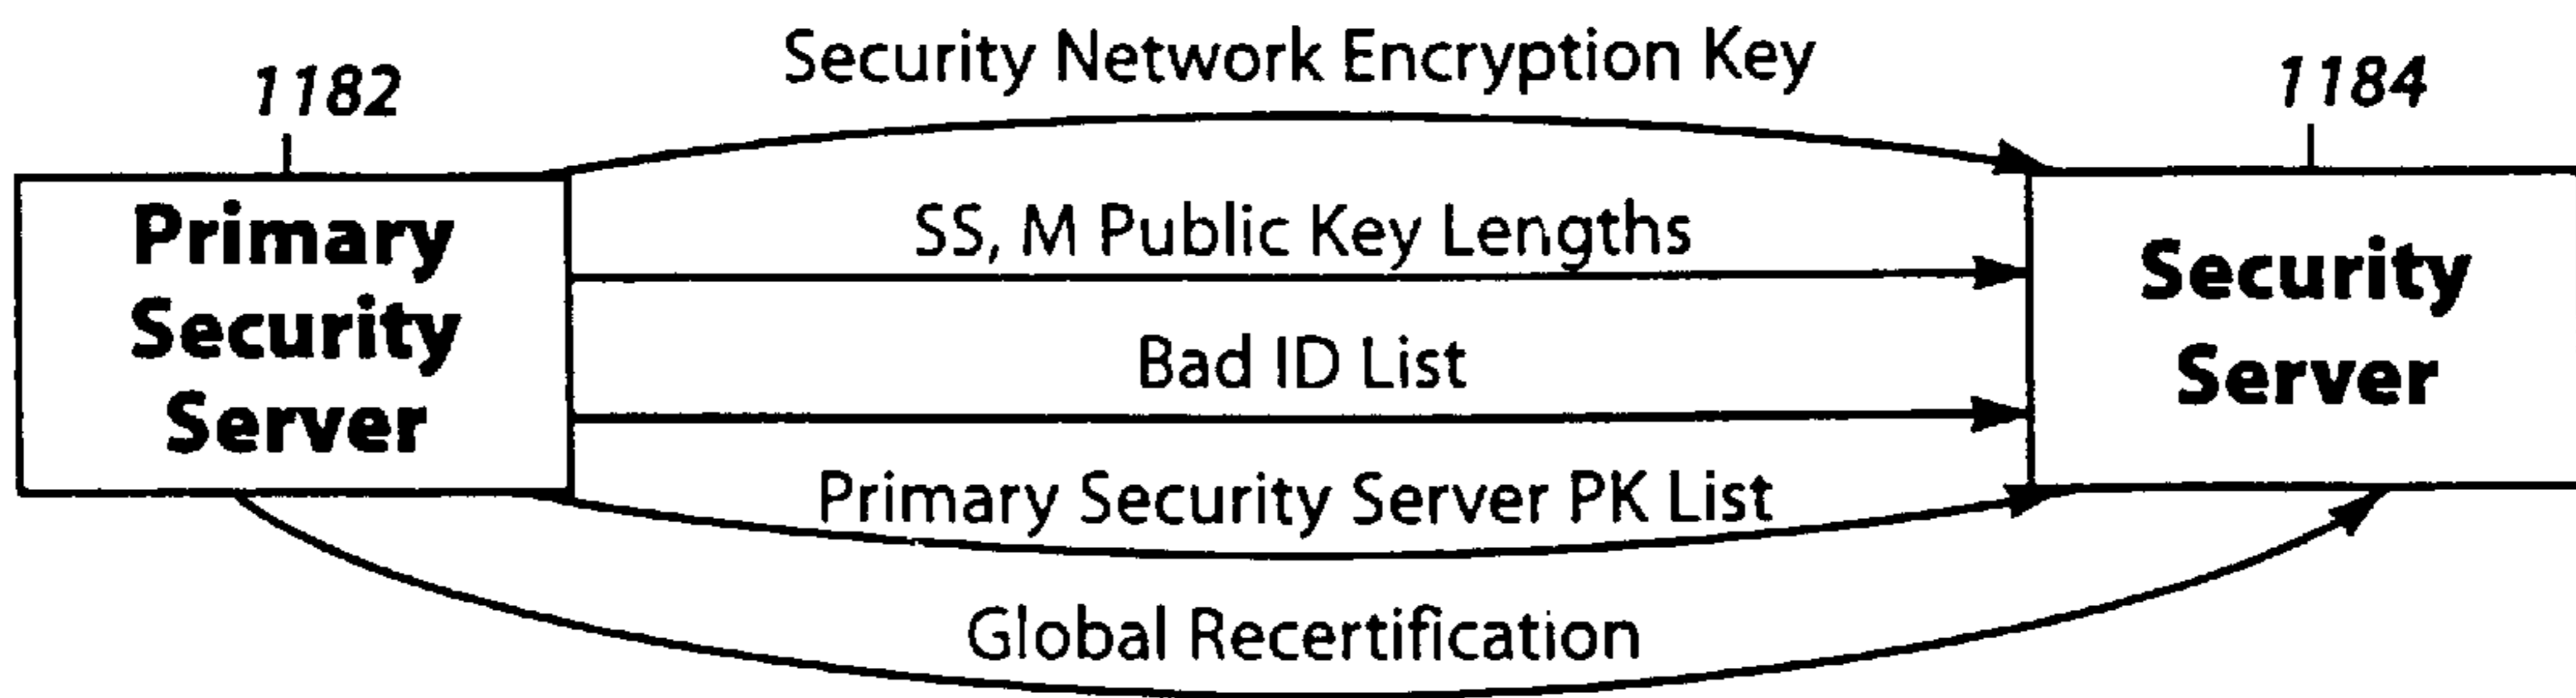 Security Network Encryption Key
1182
1184
Primary
Security
Server
SS, M Public Key Lengths
Bad ID List
Primary Security Server PK List
Global Recertification
Security
Server